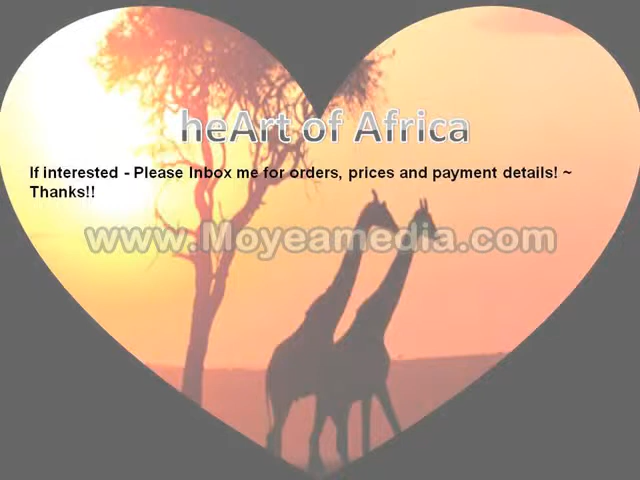 heArt of Africa
If interested - Please Inbox me for orders, prices and payment details! ~
Thanks!!
www.Moyeamedia.com